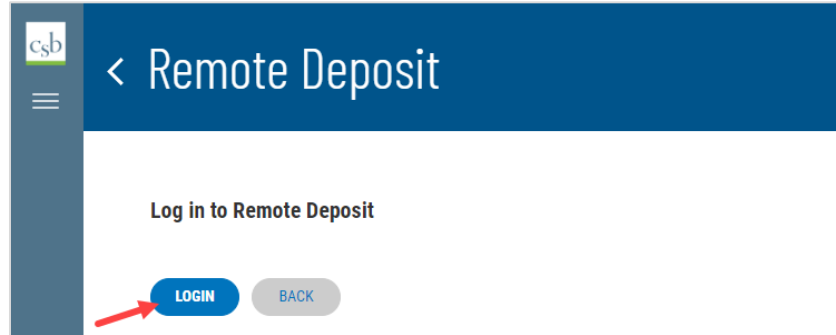 csb
Remote Deposit
Log in to Remote Deposit
LOGIN BACK